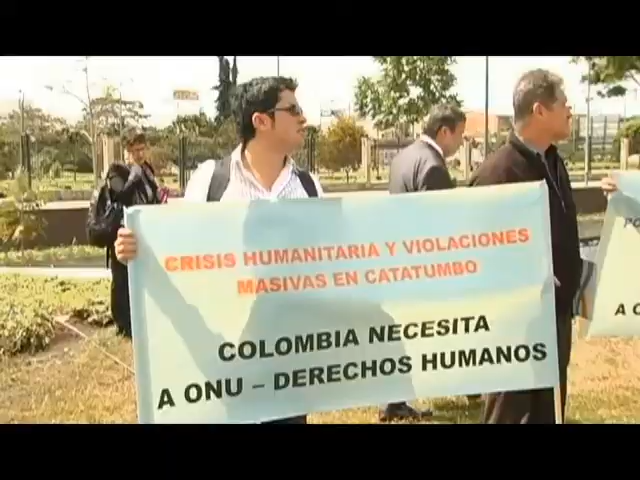 CRISIS HUMANITARIA Y VIOLACIONES
MASIVAS EN CATATUMBO
COLOMBIA NECESITA
A ONU – DERECHOS HUMANOS